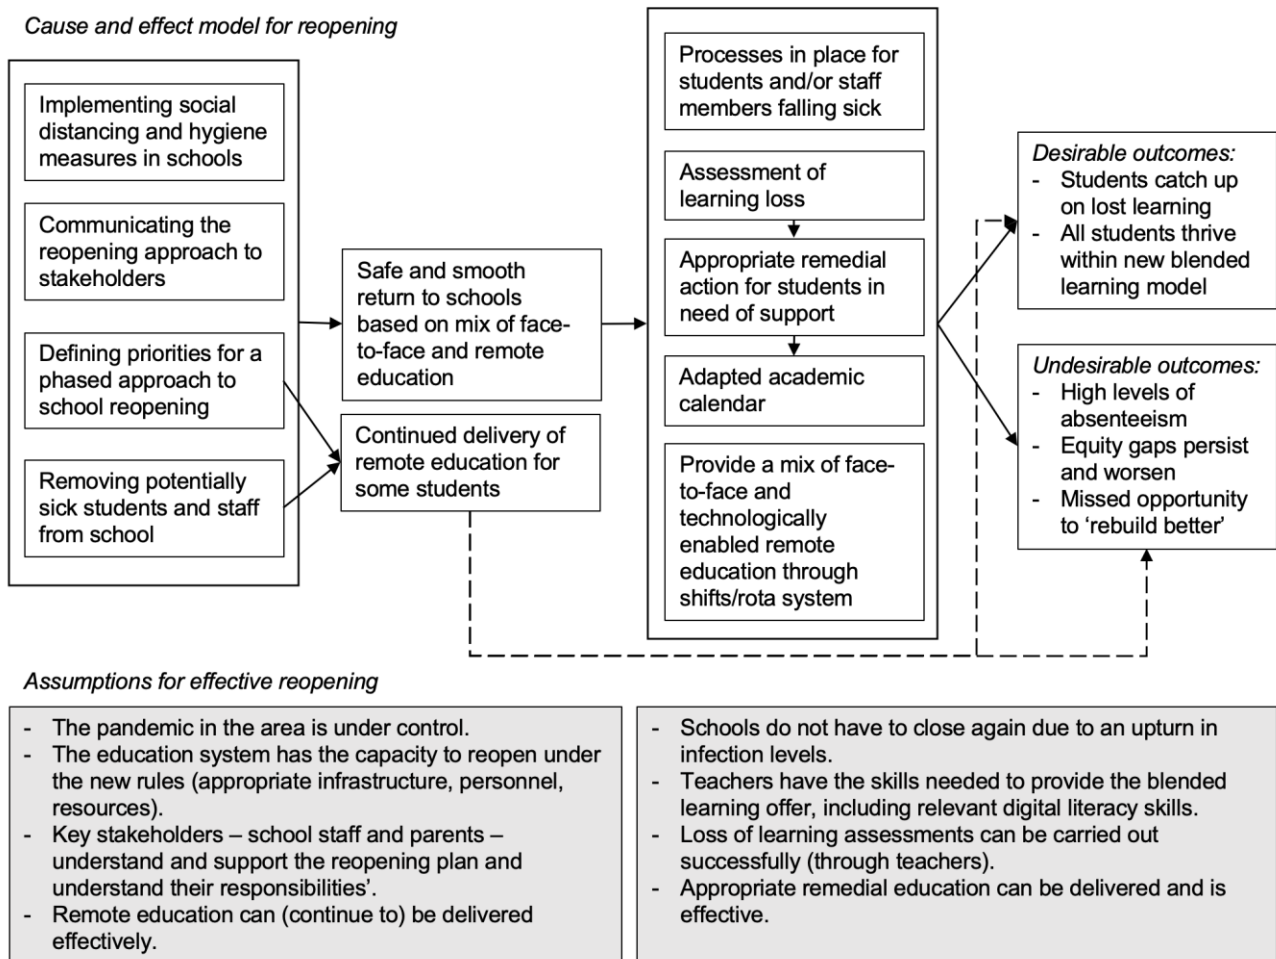 Cause and effect model for reopening
Implementing social
distancing and hygiene
measures in schools
Communicating the
reopening approach to
stakeholders
Defining priorities for a
phased approach to
school reopening
Removing potentially
sick students and staff
from school
Safe and smooth
return to schools
based on mix of face-
to-face and remote
education
Continued delivery of
remote education for
some students
Processes in place for
students and/or staff
members falling sick
Assessment of
learning loss
Appropriate remedial
action for students in
need of support
Adapted academic
calendar
Provide a mix of face-
to-face and
technologically
enabled remote
education through
shifts/rota system
Desirable outcomes:
- Students catch up
on lost learning
- All students thrive
within new blended
learning model
Undesirable outcomes:
- High levels of
absenteeism
- Equity gaps persist
and worsen
- Missed opportunity
to ‘rebuild better’
Assumptions for effective reopening
- The pandemic in the area is under control.
- The education system has the capacity to reopen under
the new rules (appropriate infrastructure, personnel,
resources).
- Key stakeholders – school staff and parents –
understand and support the reopening plan and
understand their responsibilities’.
- Remote education can (continue to) be delivered
effectively.
- Schools do not have to close again due to an upturn in
infection levels.
- Teachers have the skills needed to provide the blended
learning offer, including relevant digital literacy skills.
- Loss of learning assessments can be carried out
successfully (through teachers).
- Appropriate remedial education can be delivered and is
effective.